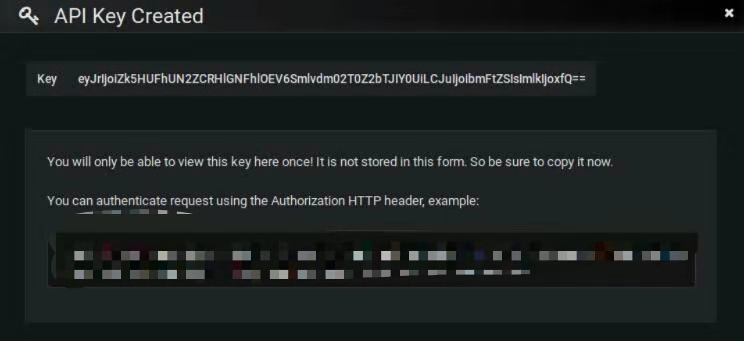 API Key Created
Key eyJrIjoiZk5HUFhUN2ZCRHlGNFhlOEV6Smlvdm02T0Z2bTJIY0UiLCJuIjoibmFtZSIsImlkIjoxfQ==
You will only be able to view this key here once! It is not stored in this form. So be sure to copy it now.
You can authenticate request using the Authorization HTTP header, example: